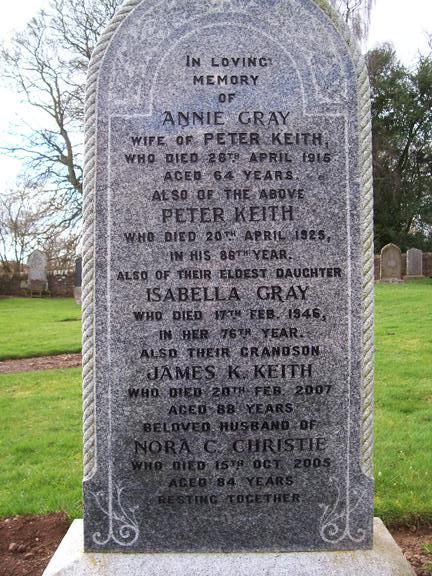 IN LOVING
MEMORY
OF
ANNIE GRAY
WIFE OF PETER KEITH,
WHO DIED 28TH APRIL 1915
AGED 64 YEARS.
ALSO OF THE ABOVE
PETER KEITH
WHO DIED 20TH APRIL 1925,
IN HIS 86TH YEAR.
ALSO OF THEIR ELDEST DAUGHTER
ISABELLA GRAY
WHO DIED 17TH FEB. 1946,
IN HER 76TH YEAR.
ALSO THEIR GRANDSON
JAMES K. KEITH
WHO DIED 20TH FEB. 2007
AGED 88 YEARS
BELOVED HUSBAND OF
NORA C. CHRISTIE
WHO DIED 15TH OCT. 2005
AGED 84 YEARS
RESTING TOGETHER